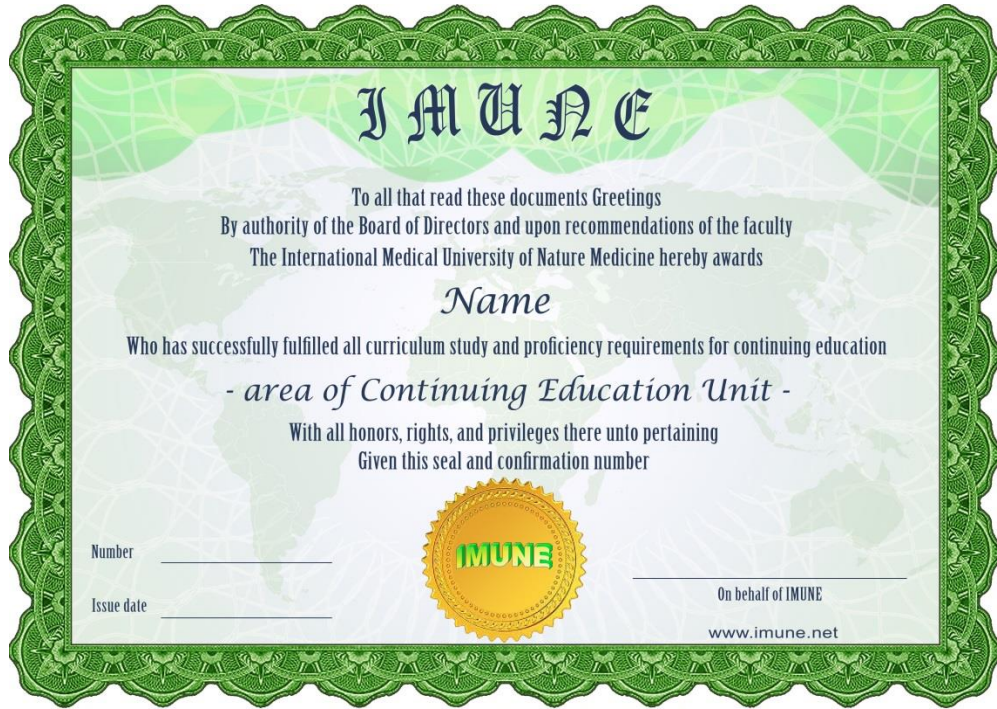 IMUNE
To all that read these documents Greetings
By authority of the Board of Directors and upon recommendations of the faculty
The International Medical University of Nature Medicine hereby awards
Name
Who has successfully fulfilled all curriculum study and proficiency requirements for continuing education
- area of Continuing Education Unit -
With all honors, rights, and privileges there unto pertaining
Given this seal and confirmation number
IMUNE
Number
Issue date
On behalf of IMUNE
www.imune.net